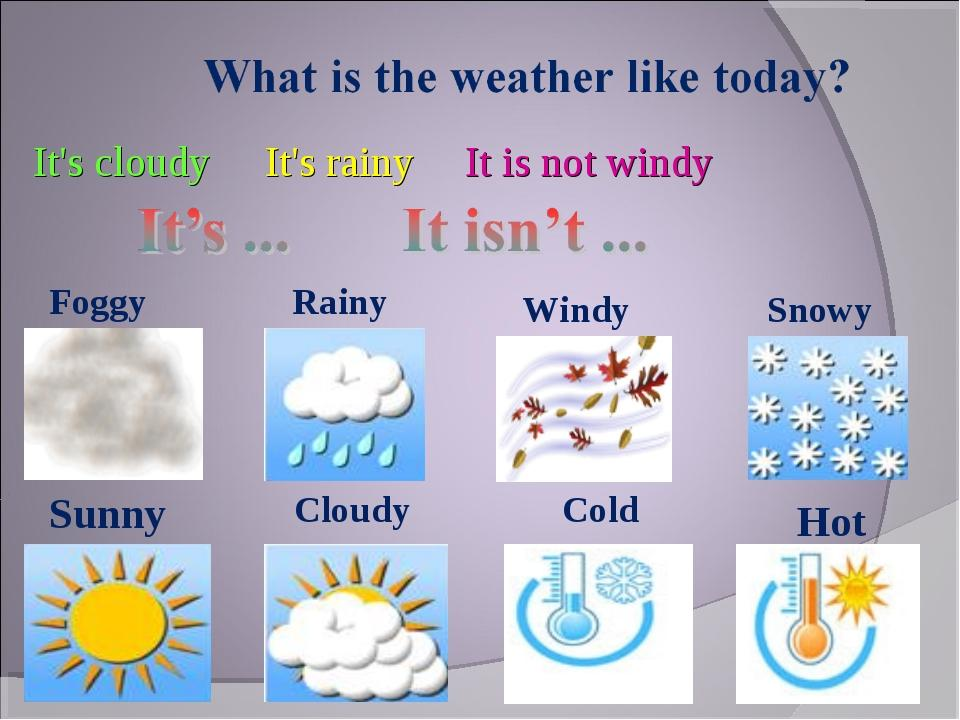 What is the weather like today?
It's cloudy It's rainy It is not windy
It’s ... It isn’t ...
Foggy Rainy Windy Snowy
Sunny Cloudy Cold Hot